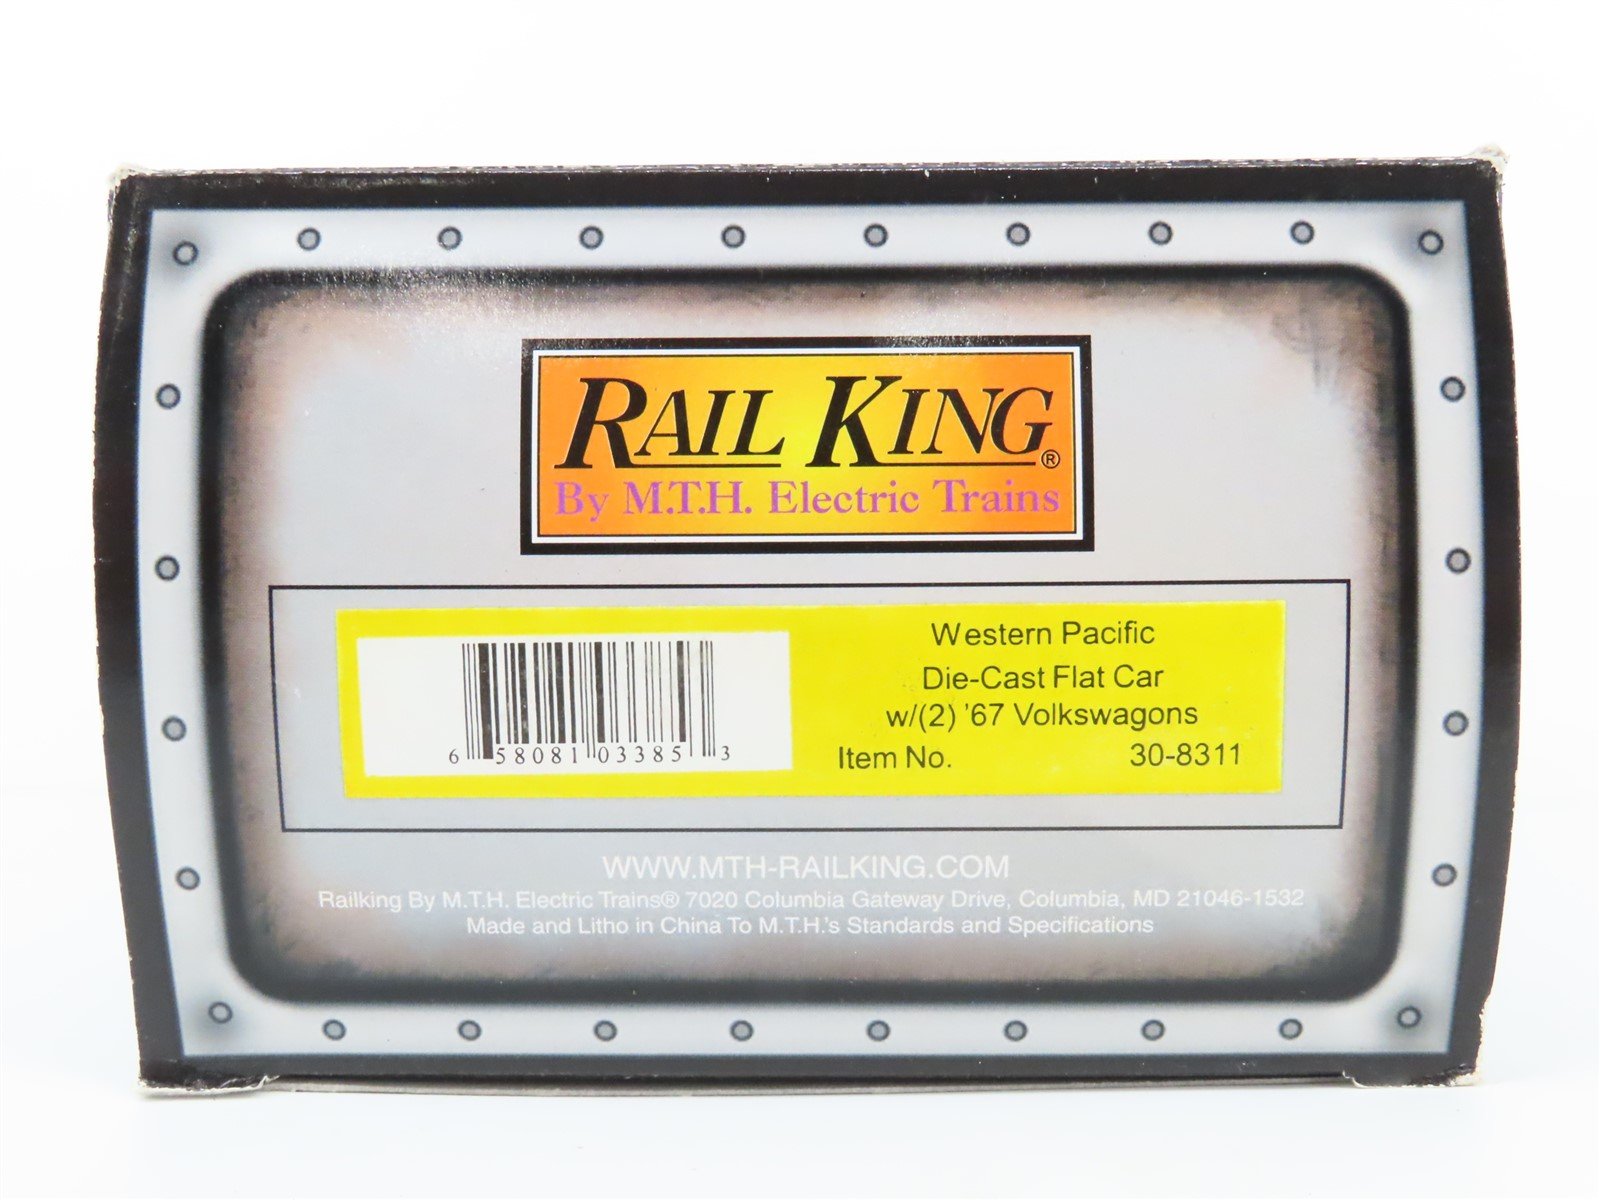 RAIL KING®
By M.T.H. Electric Trains
Western Pacific
Die-Cast Flat Car
w/(2) '67 Volkswagons
Item No. 30-8311
6 58081 03385 3
WWW.MTH-RAILKING.COM
Railking By M.T.H. Electric Trains® 7020 Columbia Gateway Drive, Columbia, MD 21046-1532
Made and Litho in China To M.T.H.'s Standards and Specifications